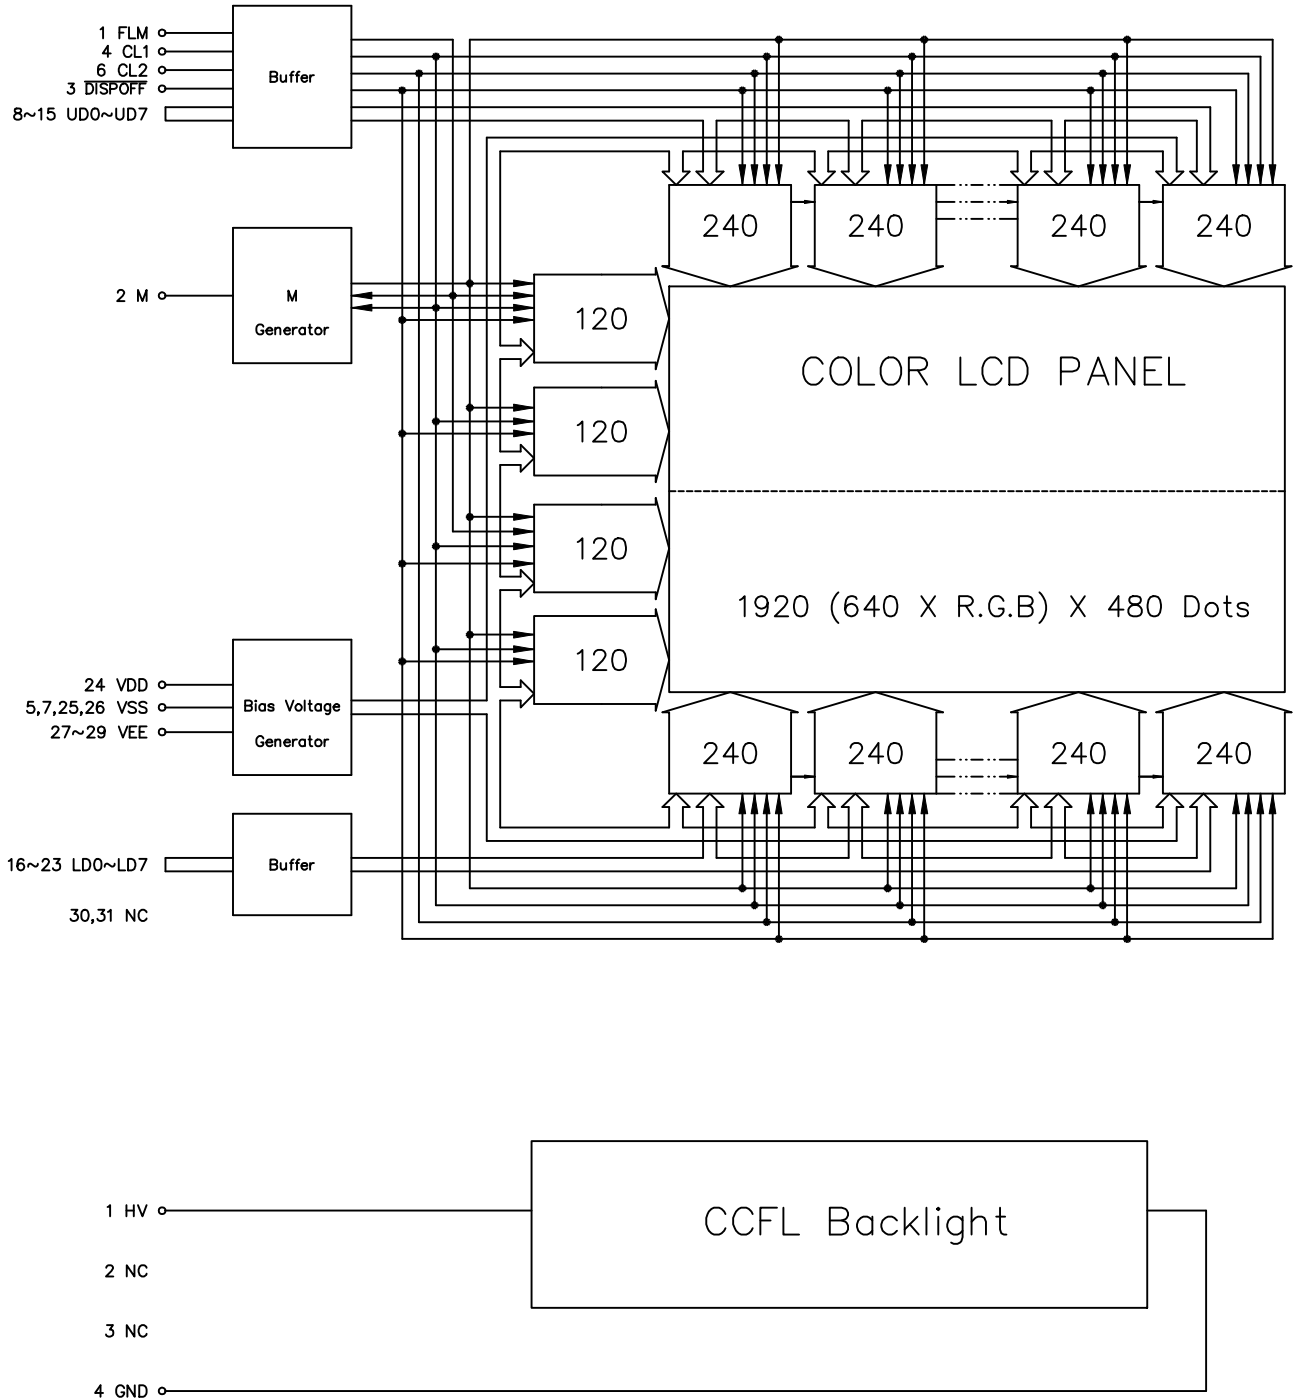 1 FLM
4 CL1
6 CL2
3 DISPOFF
8~15 UD0~UD7
Buffer
240 240 240 240
2 M
M
Generator
120
COLOR LCD PANEL
120
120
1920 (640 X R.G.B) X 480 Dots
120
24 VDD
5,7,25,26 VSS
27~29 VEE
Bias Voltage
Generator
240 240 240 240
16~23 LD0~LD7
Buffer
30,31 NC
1 HV
CCFL Backlight
2 NC
3 NC
4 GND